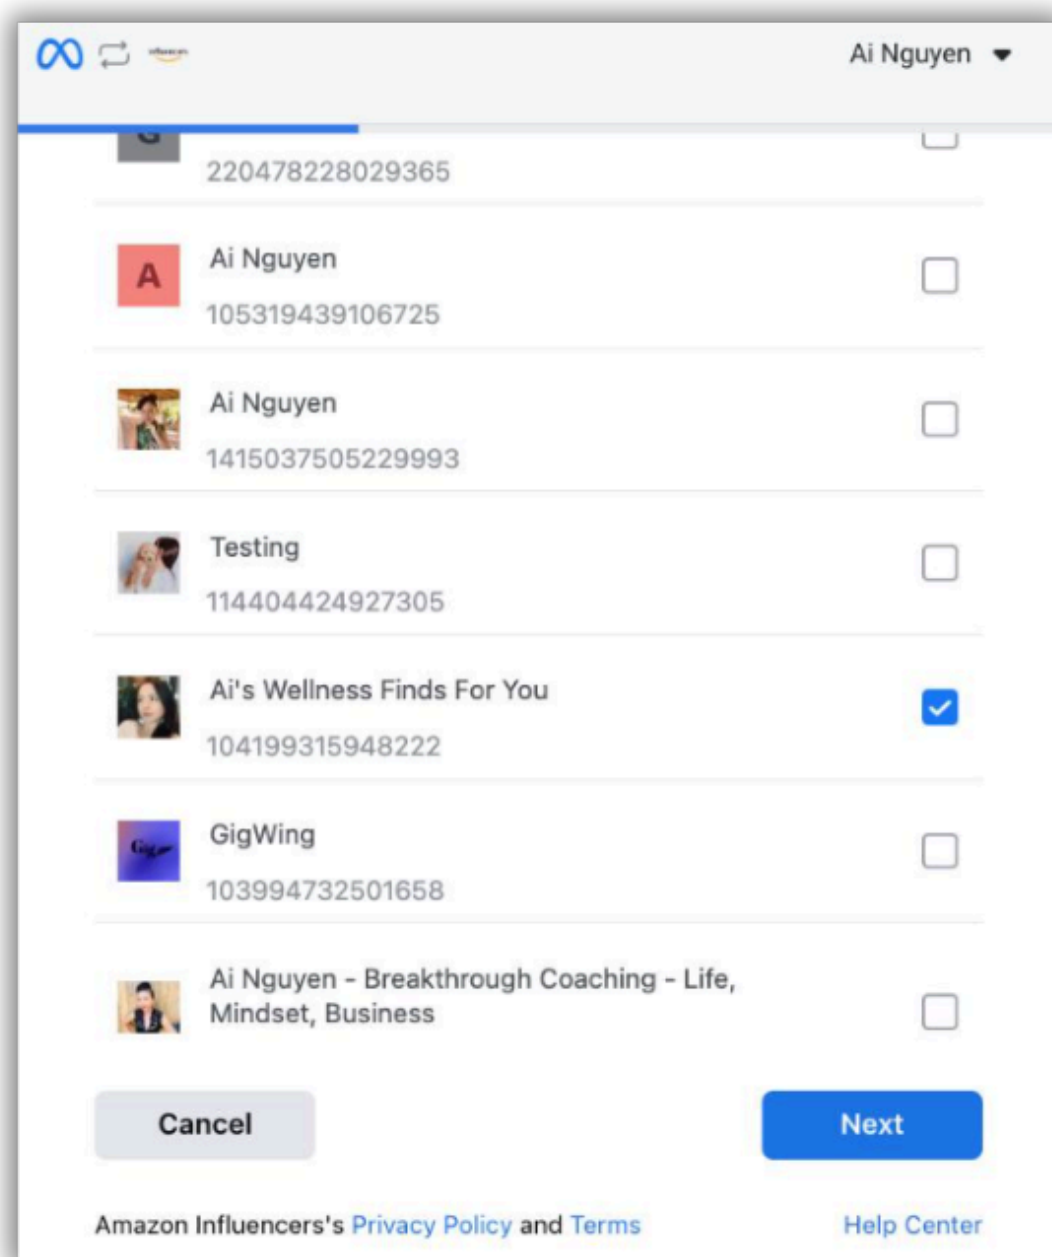 Ai Nguyen
220478228029365
A
Ai Nguyen
105319439106725
Ai Nguyen
1415037505229993
Testing
114404424927305
Ai's Wellness Finds For You
104199315948222
GigWing
103994732501658
Ai Nguyen - Breakthrough Coaching - Life,
Mindset, Business
Cancel
Next
Amazon Influencers's Privacy Policy and Terms
Help Center